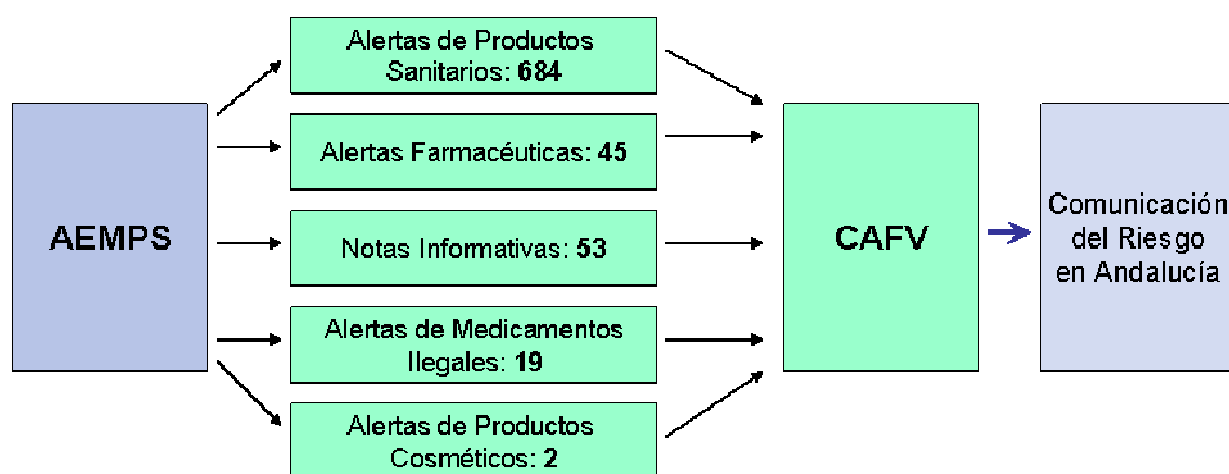 AEMPS
Alertas de Productos
Sanitarios: 684
Alertas Farmacéuticas: 45
Notas Informativas: 53
Alertas de Medicamentos
Ilegales: 19
Alertas de Productos
Cosméticos: 2
CAFV
Comunicación
del Riesgo
en Andalucía